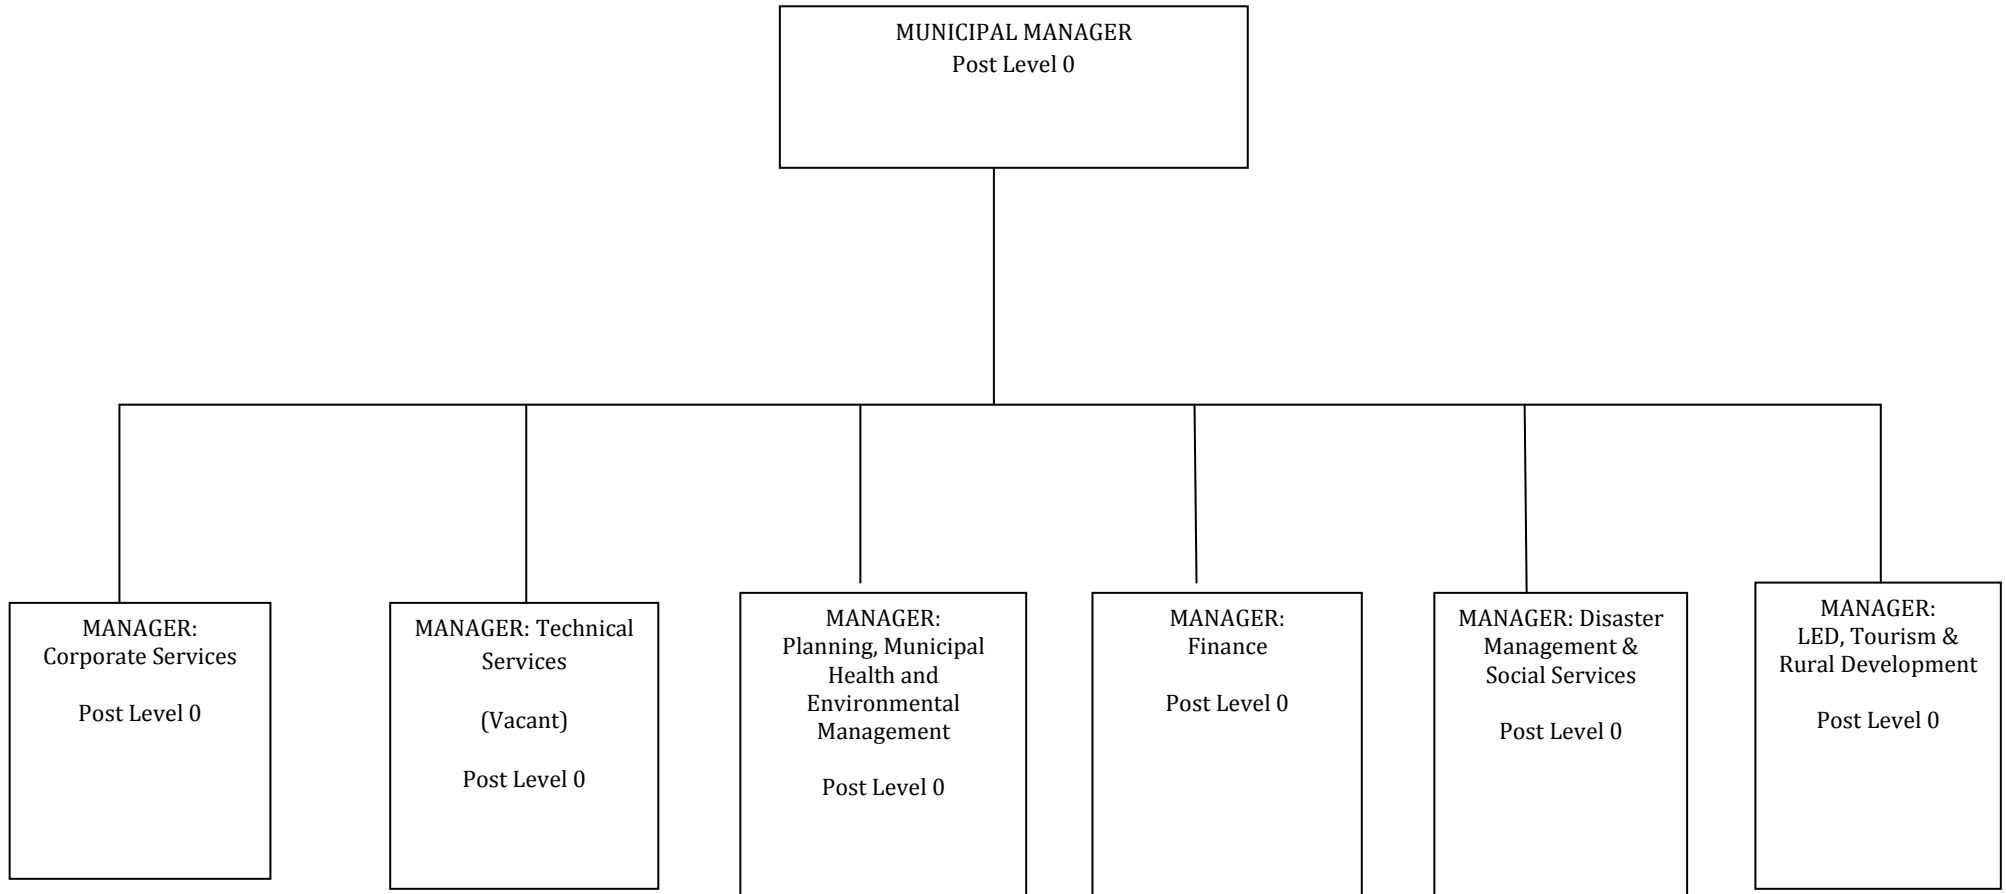 MUNICIPAL MANAGER
Post Level 0
MANAGER:
Corporate Services
Post Level 0
MANAGER: Technical
Services
(Vacant)
Post Level 0
MANAGER:
Planning, Municipal
Health and
Environmental
Management
Post Level 0
MANAGER:
Finance
Post Level 0
MANAGER: Disaster
Management &
Social Services
Post Level 0
MANAGER:
LED, Tourism &
Rural Development
Post Level 0